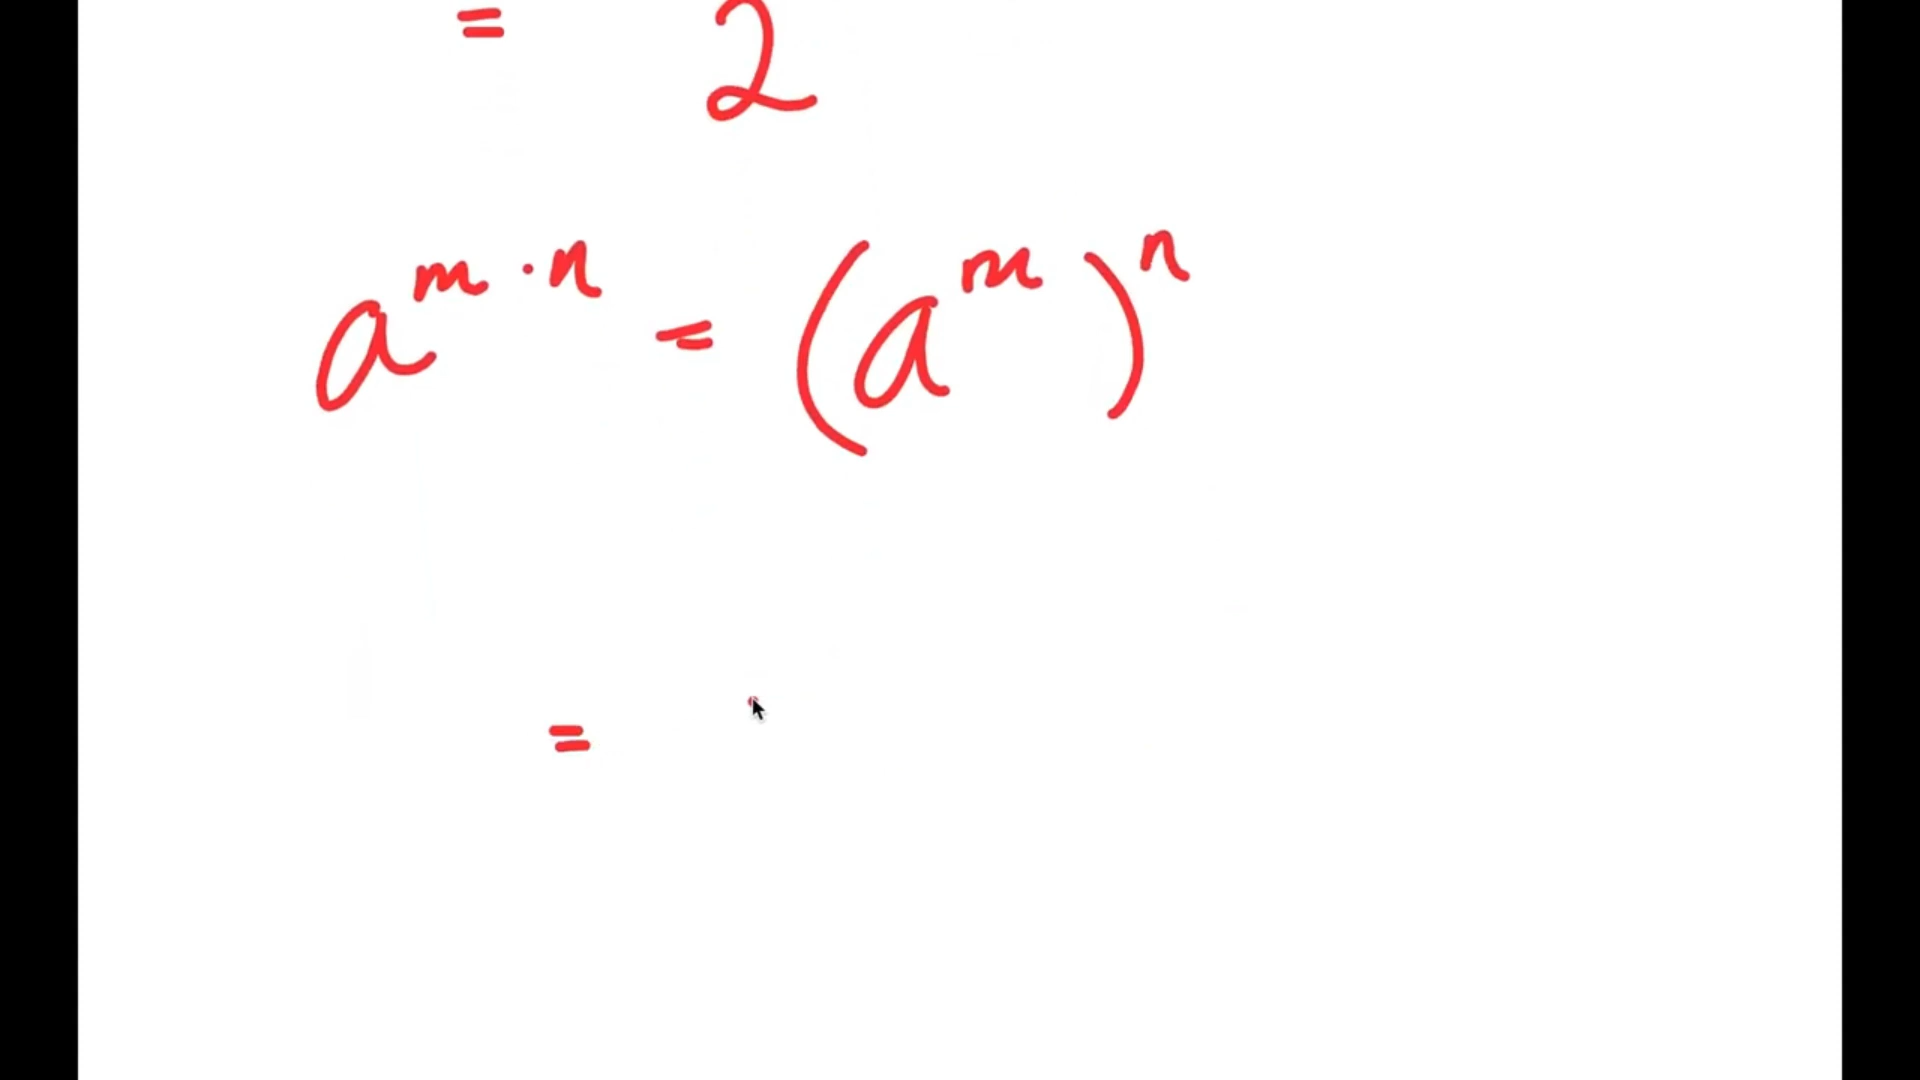 = 2
a^{m · n} = (a^m)^n
=